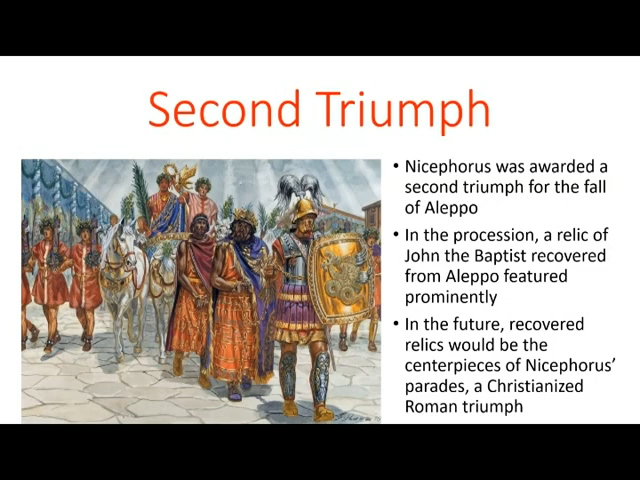 Second Triumph
• Nicephorus was awarded a
second triumph for the fall
of Aleppo
• In the procession, a relic of
John the Baptist recovered
from Aleppo featured
prominently
• In the future, recovered
relics would be the
centerpieces of Nicephorus'
parades, a Christianized
Roman triumph